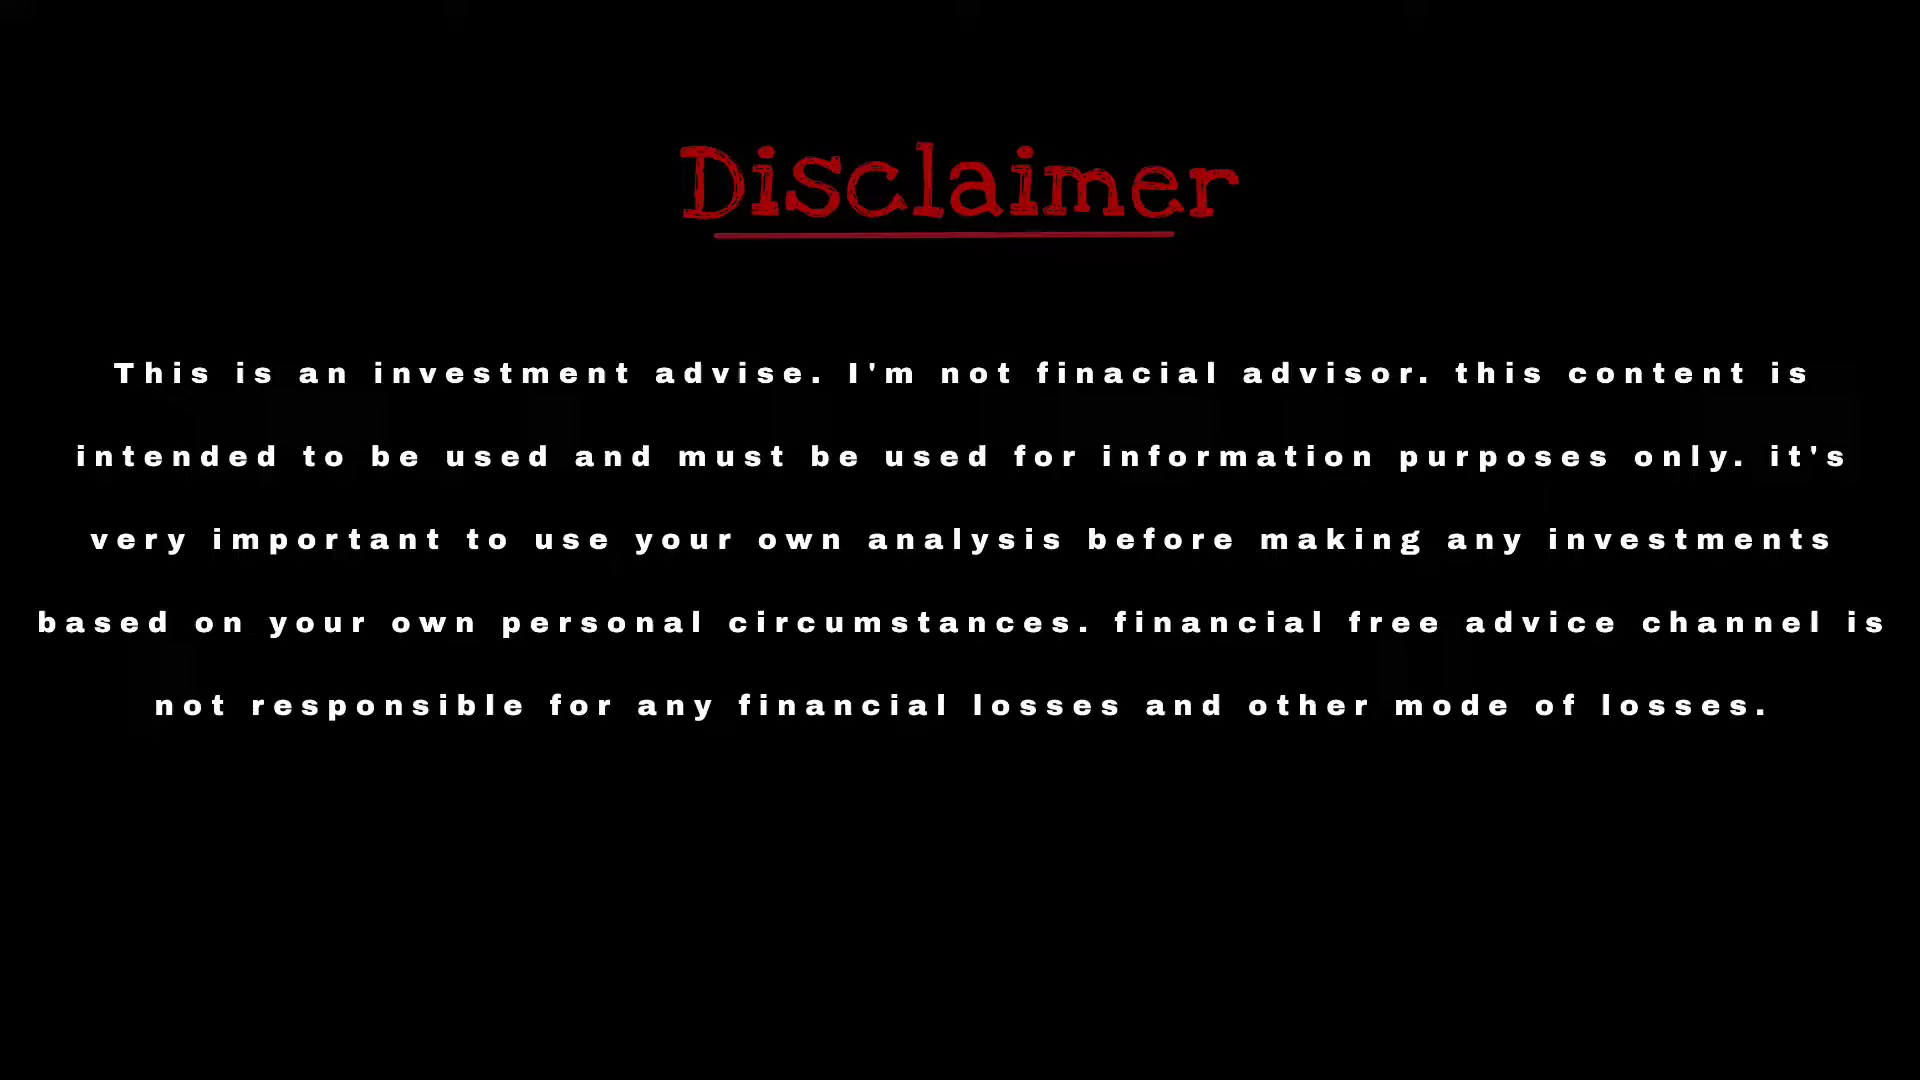 Disclaimer
This is an investment advise. I'm not finacial advisor. this content is
intended to be used and must be used for information purposes only. it's
very important to use your own analysis before making any investments
based on your own personal circumstances. financial free advice channel is
not responsible for any financial losses and other mode of losses.